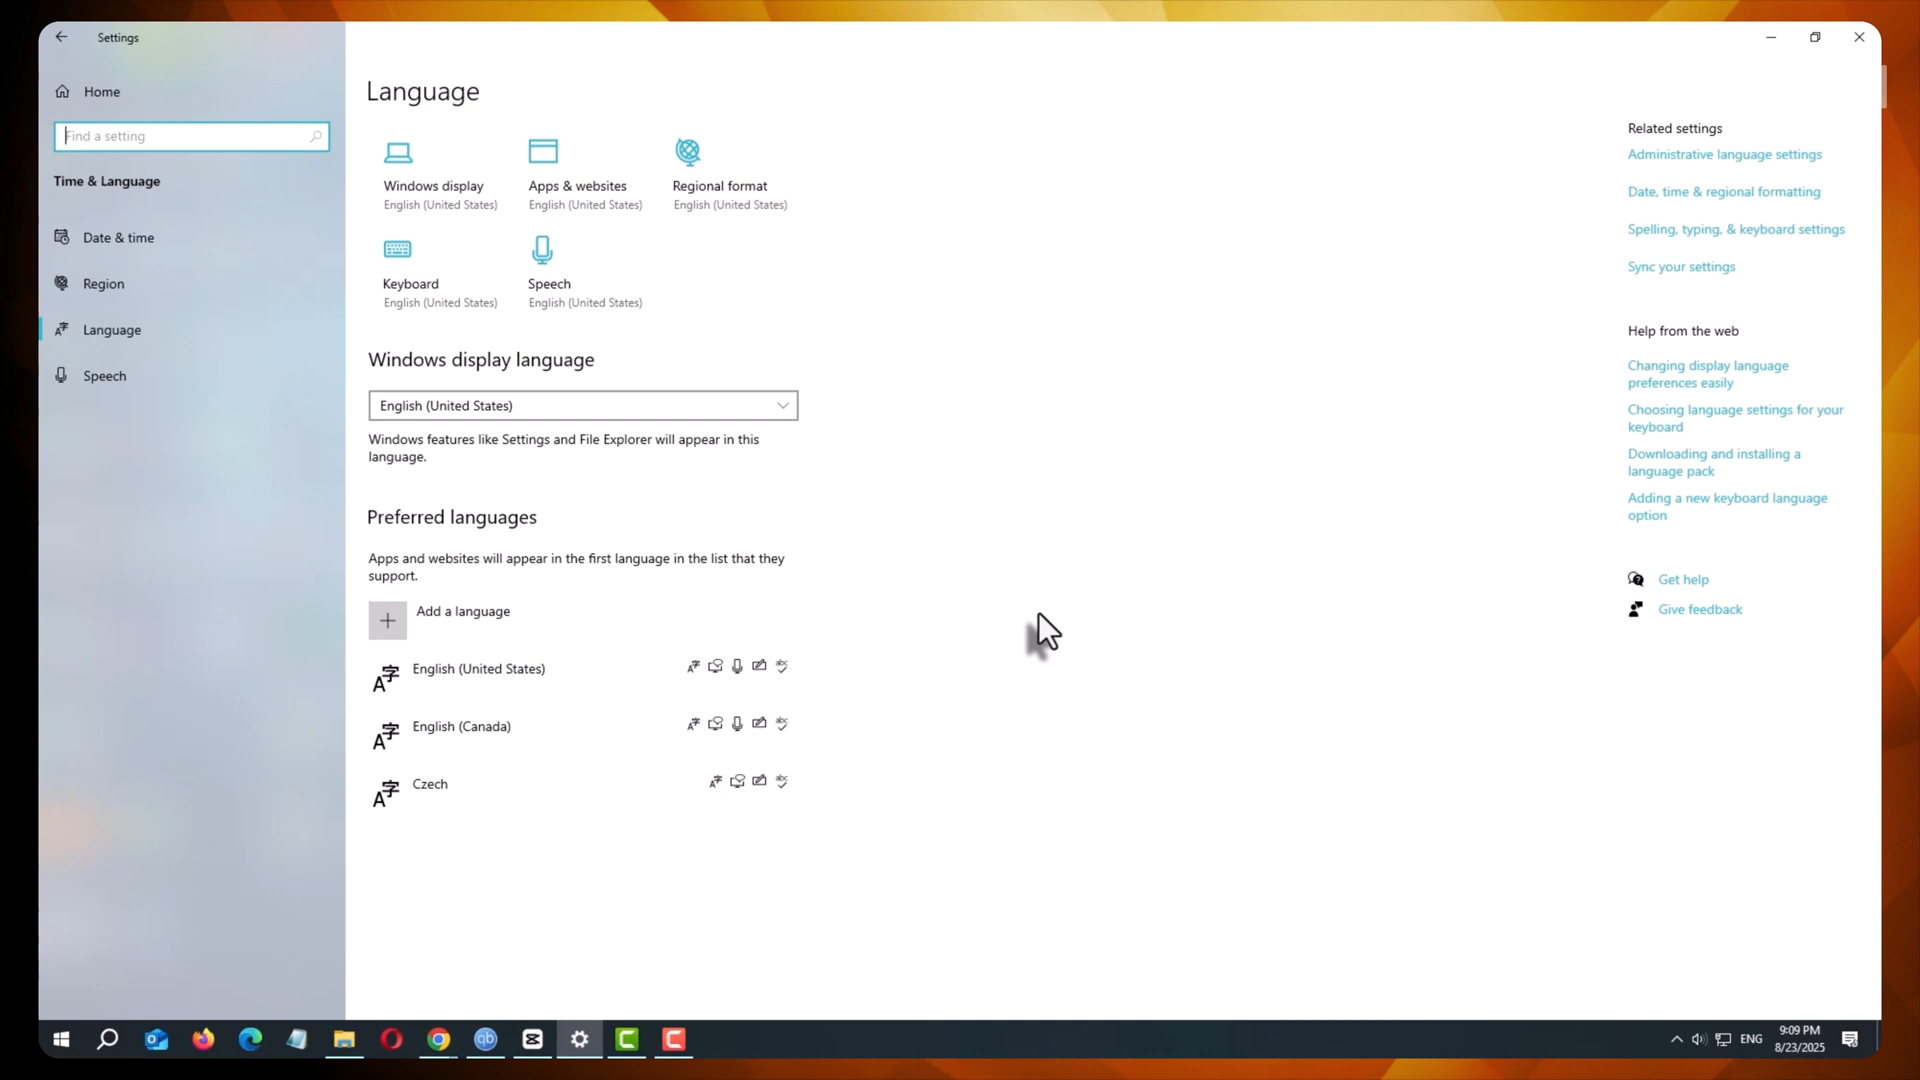 Settings
Home
Find a setting
Time & Language
Date & time
Region
Language
Speech
Language
Windows display
English (United States)
Apps & websites
English (United States)
Regional format
English (United States)
Keyboard
English (United States)
Speech
English (United States)
Windows display language
English (United States)
Windows features like Settings and File Explorer will appear in this
language.
Preferred languages
Apps and websites will appear in the first language in the list that they
support.
Add a language
English (United States)
English (Canada)
Czech
Related settings
Administrative language settings
Date, time & regional formatting
Spelling, typing, & keyboard settings
Sync your settings
Help from the web
Changing display language
preferences easily
Choosing language settings for your
keyboard
Downloading and installing a
language pack
Adding a new keyboard language
option
Get help
Give feedback
qb
ENG
9:09 PM
8/23/2025